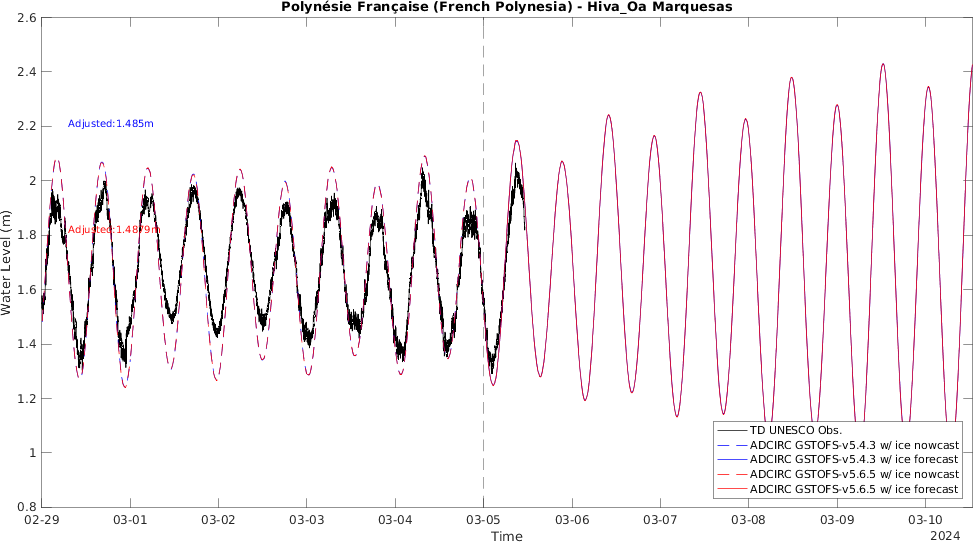 Polynésie Française (French Polynesia) - Hiva_Oa Marquesas
2.6
2.4
2.2
2
1.8
1.6
1.4
1.2
1
0.8
Water Level (m)
Adjusted:1.485m
Adjusted:1.4879m
TD UNESCO Obs.
ADCIRC GSTOFS-v5.4.3 w/ ice nowcast
ADCIRC GSTOFS-v5.4.3 w/ ice forecast
ADCIRC GSTOFS-v5.6.5 w/ ice nowcast
ADCIRC GSTOFS-v5.6.5 w/ ice forecast
02-29 03-01 03-02 03-03 03-04 03-05 03-06 03-07 03-08 03-09 03-10
Time
2024